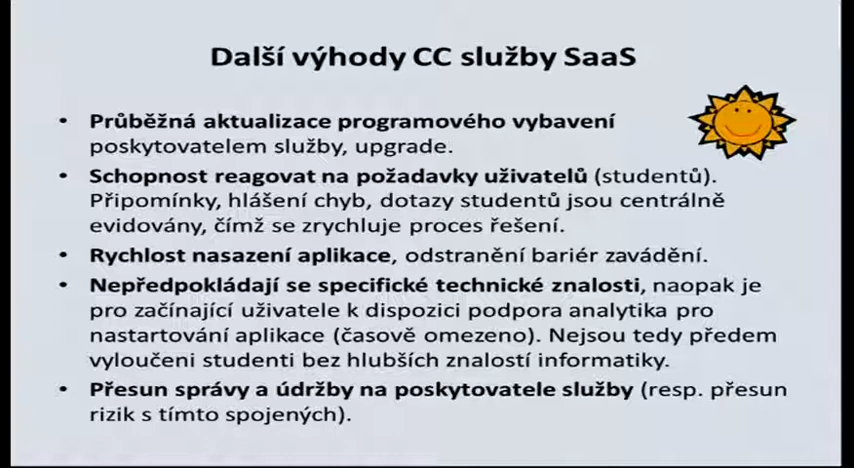 Další výhody CC služby SaaS
• Průběžná aktualizace programového vybavení
poskytovatelem služby, upgrade.
• Schopnost reagovat na požadavky uživatelů (studentů).
Připomínky, hlášení chyb, dotazy studentů jsou centrálně
evidovány, čímž se zrychluje proces řešení.
• Rychlost nasazení aplikace, odstranění bariér zavádění.
• Nepředpokládají se specifické technické znalosti, naopak je
pro začínající uživatele k dispozici podpora analytika pro
nastartování aplikace (časově omezeno). Nejsou tedy předem
vyloučeni studenti bez hlubších znalostí informatiky.
• Přesun správy a údržby na poskytovatele služby (resp. přesun
rizik s tímto spojených).